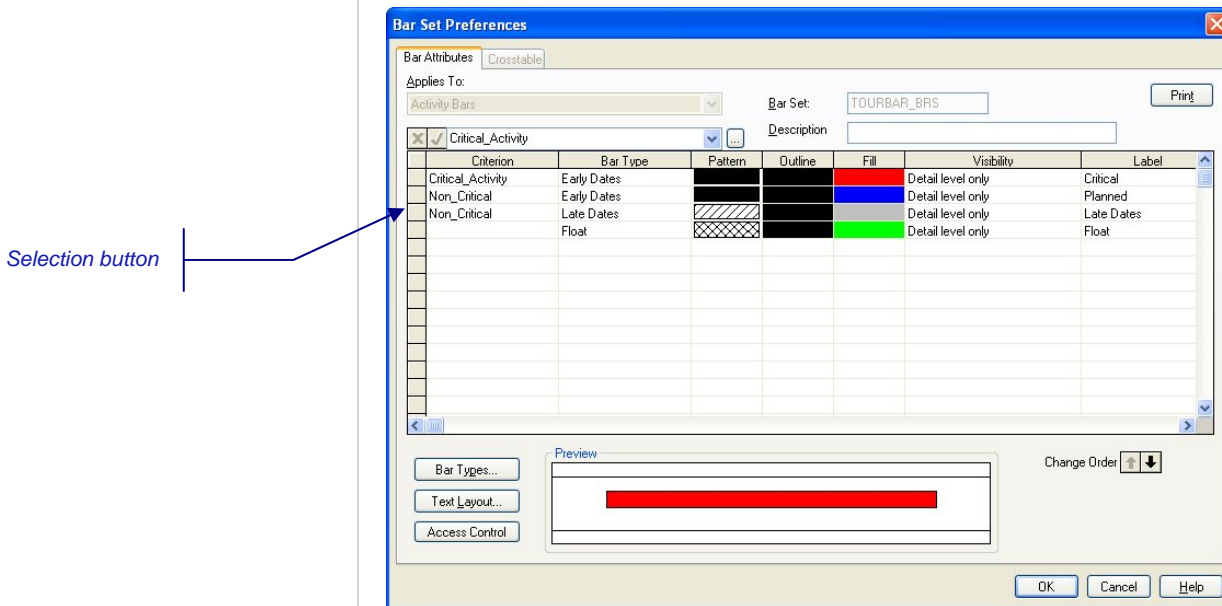 Bar Set Preferences
Bar Attributes Crosstable
Applies To:
Activity Bars
Bar Set: TOURBAR_BRS
Print
Critical_Activity ...
Description
Criterion Bar Type Pattern Outline Fill Visibility Label
Critical_Activity Early Dates Detail level only Critical
Non_Critical Early Dates Detail level only Planned
Non_Critical Late Dates Detail level only Late Dates
Float Detail level only Float
Selection button
Bar Types...
Text Layout...
Access Control
Preview
Change Order
OK Cancel Help